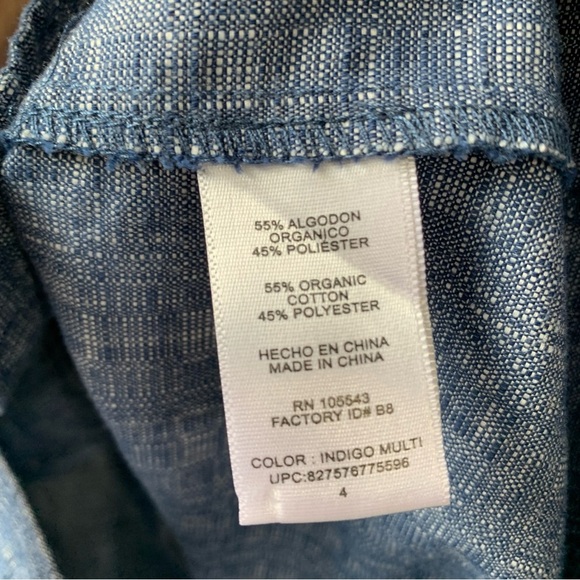 55% ALGODON
ORGANICO
45% POLIÉSTER
55% ORGANIC
COTTON
45% POLYESTER
HECHO EN CHINA
MADE IN CHINA
RN 105543
FACTORY ID# B8
COLOR : INDIGO MULTI
UPC:827576775596
4